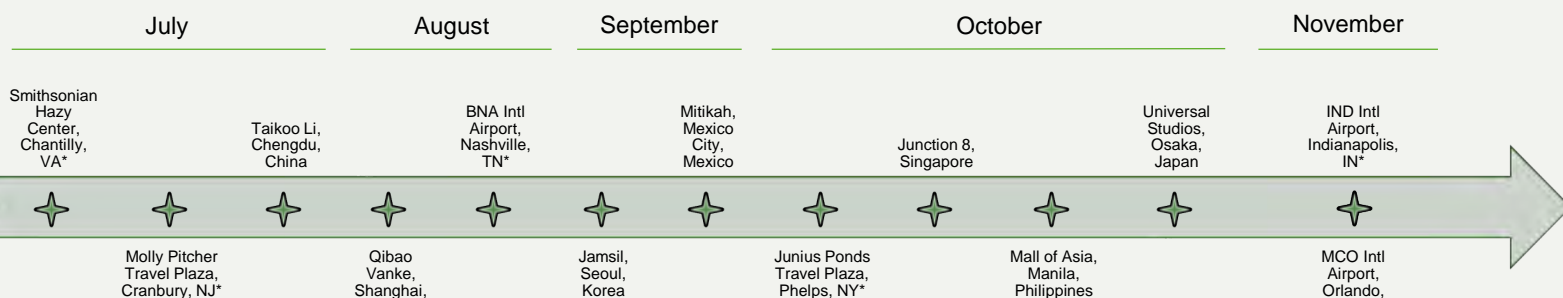 July
August
September
October
November
Smithsonian
Hazy
Center,
Chantilly,
VA*
Taikoo Li,
Chengdu,
China
BNA Intl
Airport,
Nashville,
TN*
Mitikah,
Mexico
City,
Mexico
Junction 8,
Singapore
Universal
Studios,
Osaka,
Japan
IND Intl
Airport,
Indianapolis,
IN*
Molly Pitcher
Travel Plaza,
Cranbury, NJ*
Qibao
Vanke,
Shanghai,
Jamsil,
Seoul,
Korea
Junius Ponds
Travel Plaza,
Phelps, NY*
Mall of Asia,
Manila,
Philippines
MCO Intl
Airport,
Orlando,